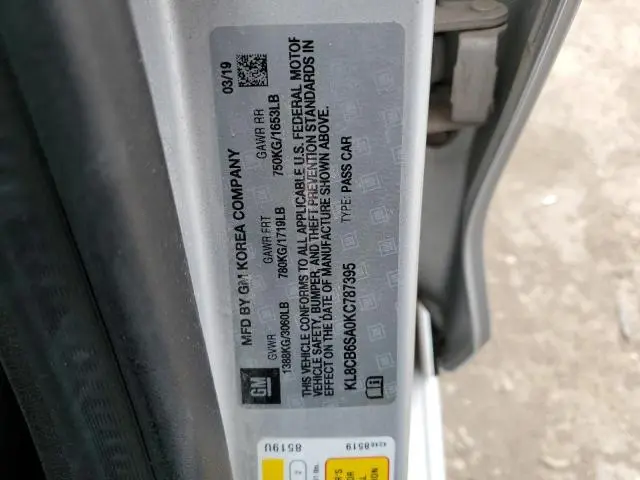 MFD BY GM KOREA COMPANY 03/19
GVWR GAWR FRT GAWR RR
1388KG/3060LB 780KG/1719LB 750KG/1653LB
THIS VEHICLE CONFORMS TO ALL APPLICABLE U.S. FEDERAL MOTOR
VEHICLE SAFETY, BUMPER, AND THEFT PREVENTION STANDARDS IN
EFFECT ON THE DATE OF MANUFACTURE SHOWN ABOVE.
KL8CB6SA0KC787395 TYPE: PASS CAR
GM
8519U
8519